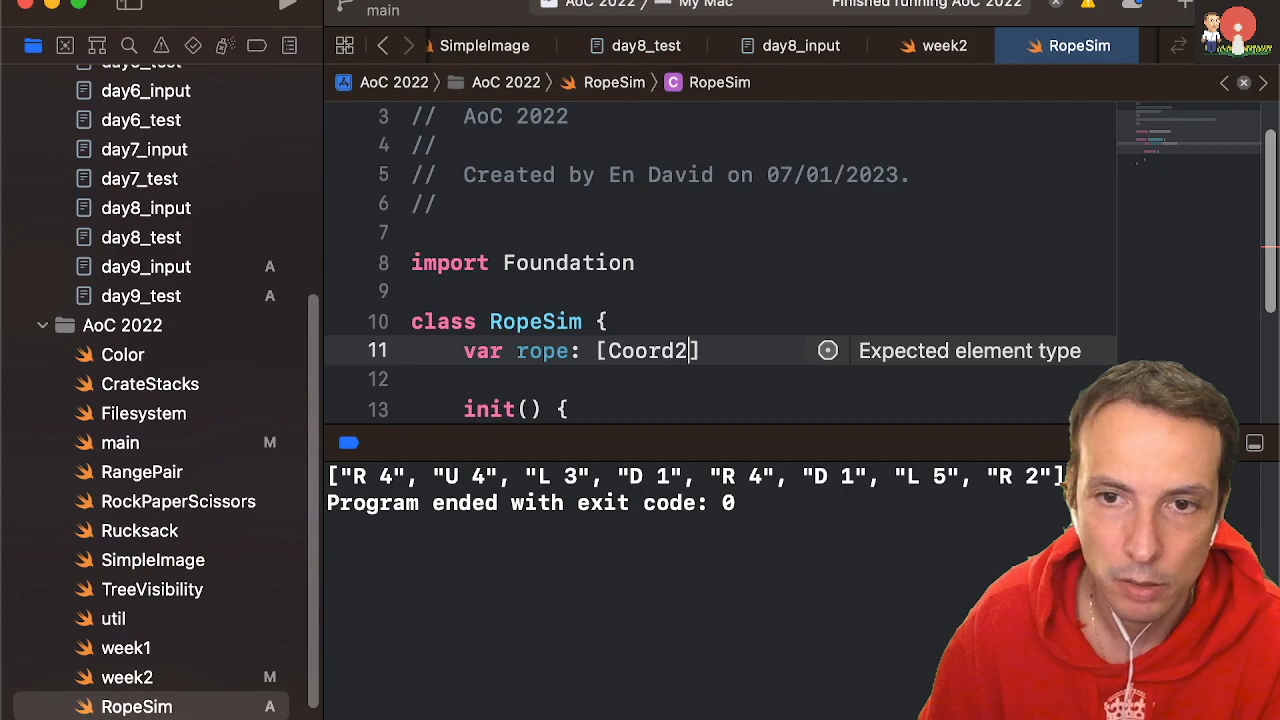 main
AoC 2022
My Mac
Finished running AoC 2022
SimpleImage
day8_test
day8_input
week2
RopeSim
AoC 2022
AoC 2022
RopeSim
C
RopeSim
day5_test
day6_input
day6_test
day7_input
day7_test
day8_input
day8_test
day9_input A
day9_test A
AoC 2022
Color
CrateStacks
Filesystem
main M
RangePair
RockPaperScissors
Rucksack
SimpleImage
TreeVisibility
util
week1
week2 M
RopeSim A
3 // AoC 2022
4 //
5 // Created by En David on 07/01/2023.
6 //
7
8 import Foundation
9
10 class RopeSim {
11 var rope: [Coord2] Expected element type
12
13 init() {
["R 4", "U 4", "L 3", "D 1", "R 4", "D 1", "L 5", "R 2"]
Program ended with exit code: 0